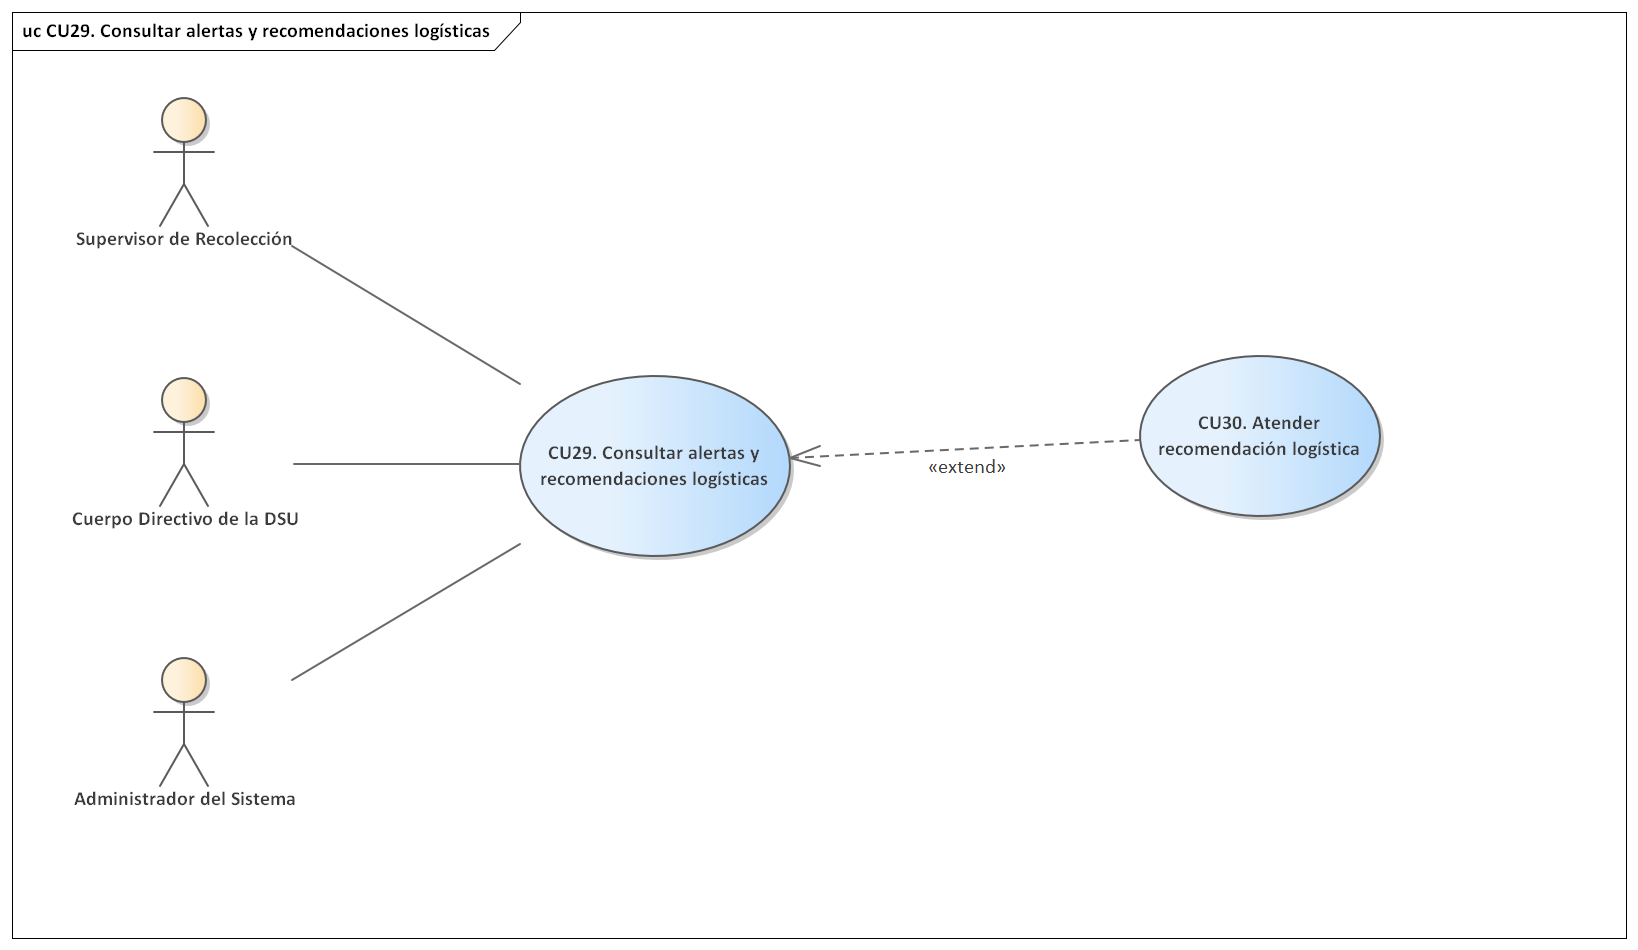 uc CU29. Consultar alertas y recomendaciones logísticas
Supervisor de Recolección
Cuerpo Directivo de la DSU
CU29. Consultar alertas y
recomendaciones logísticas
«extend»
CU30. Atender
recomendación logística
Administrador del Sistema